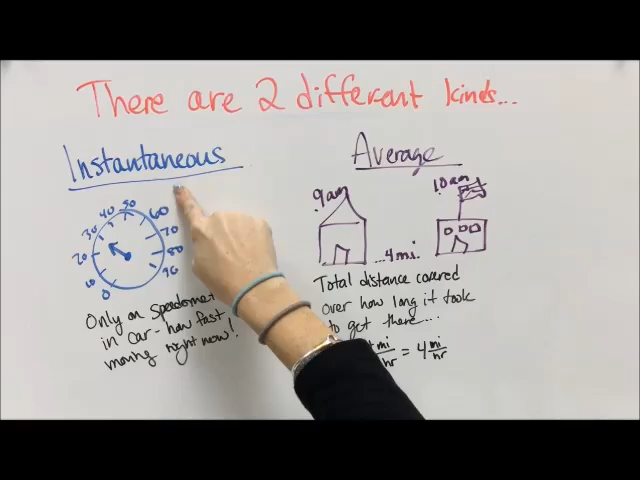 There are 2 different kinds...
Instantaneous
0
10
20
30
40
50
60
70
80
90
Only on
in car - how fast
moving right now!
Average
9am
10am
...4mi.
Total distance covered
over how long it took
to get there...
mi
hr
= 4 mi
hr